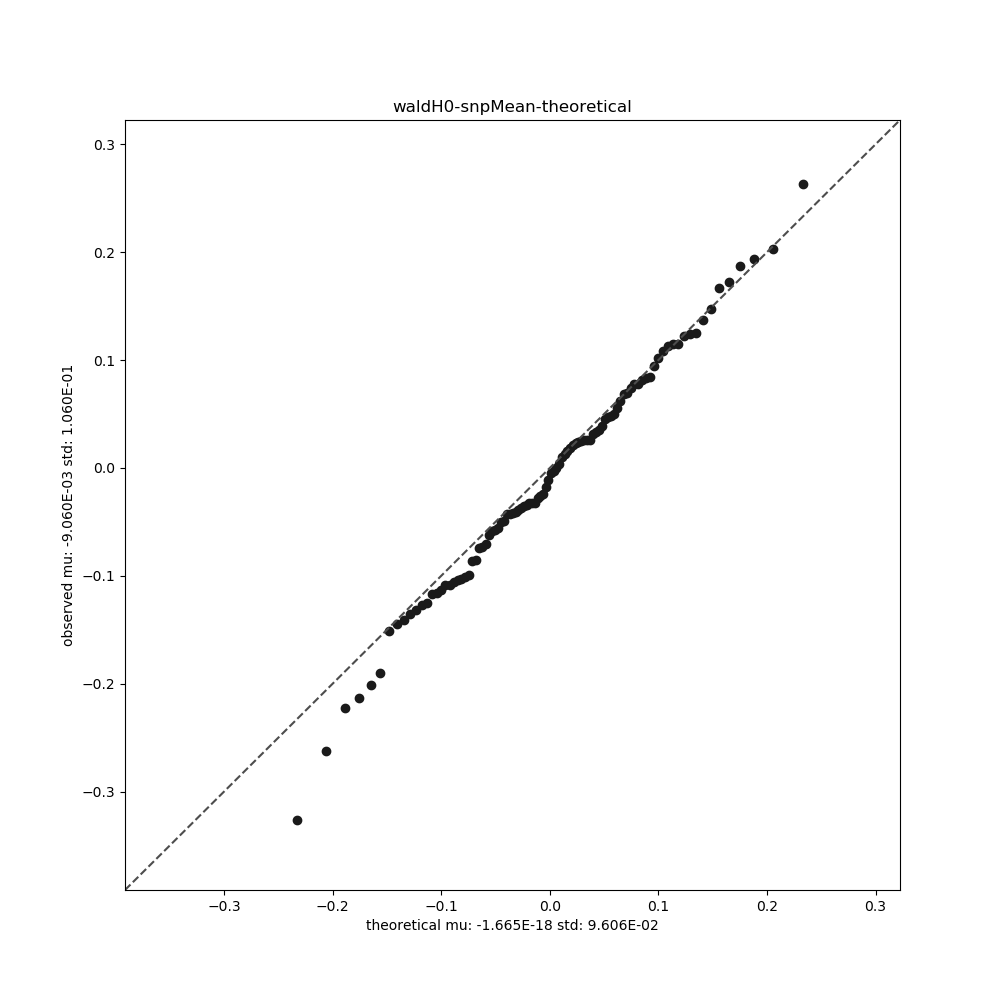 waldH0-snpMean-theoretical
0.3
0.2
0.1
0.0
−0.1
−0.2
−0.3
observed mu: -9.060E-03 std: 1.060E-01
−0.3 −0.2 −0.1 0.0 0.1 0.2 0.3
theoretical mu: -1.665E-18 std: 9.606E-02